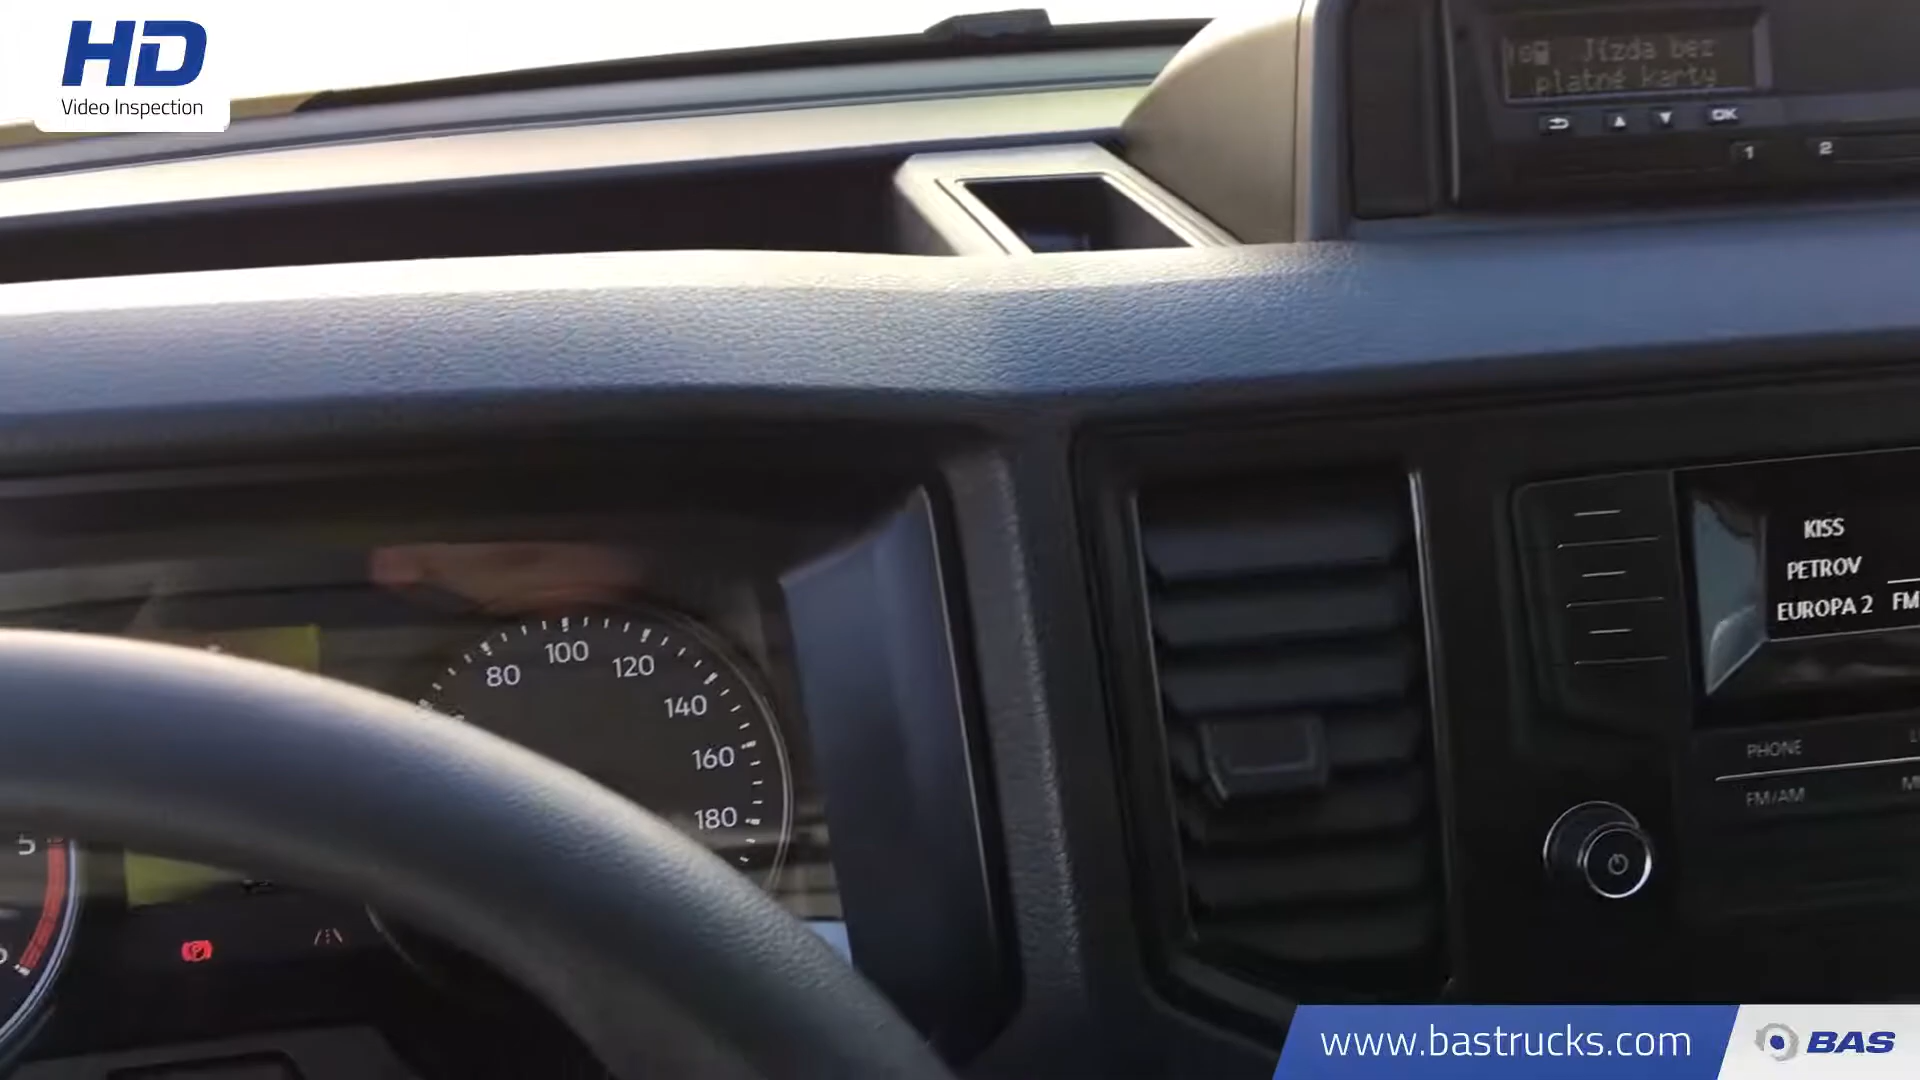 HD
Video Inspection
Jízda bez
platné karty
OK
1 2
KISS
PETROV
EUROPA 2 FM
PHONE
FM/AM
80
100
120
140
160
180
5
www.bastrucks.com
BAS